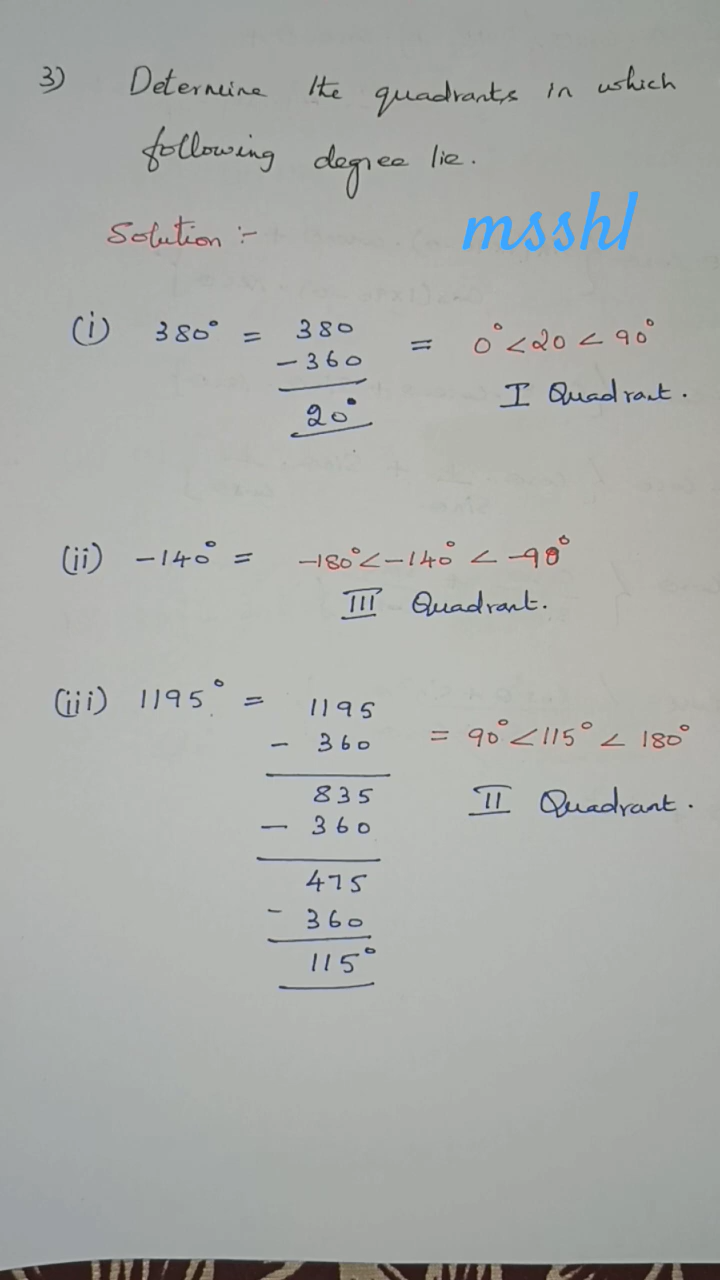 3) Determine the quadrants in which
following degree lie.
Solution :-
msshl
(i) 380° = 380 = 0° < 20 < 90°
- 360
20°
I Quadrant.
(ii) -140° = -180° < -140° < -90°
III Quadrant.
(iii) 1195° = 1195
- 360 = 90° < 115° < 180°
835 II Quadrant.
- 360
475
- 360
115°